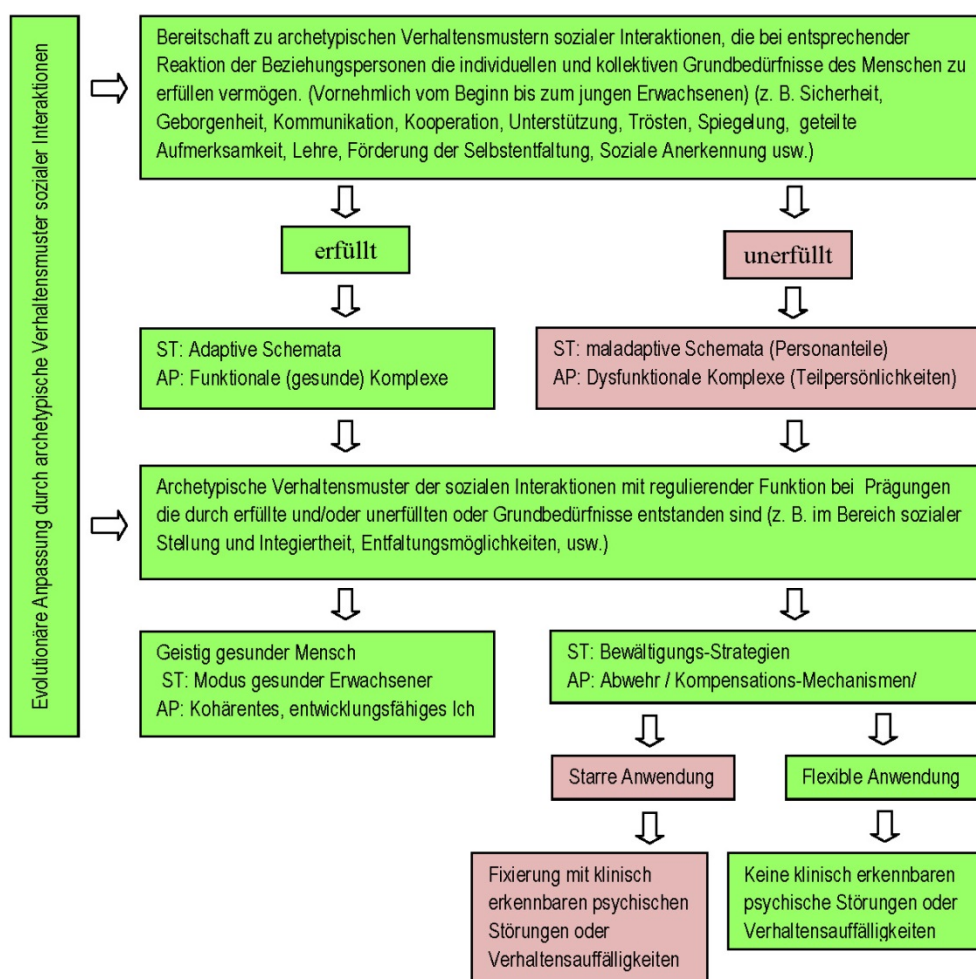 Evolutionäre Anpassung durch archetypische Verhaltensmuster sozialer Interaktionen
Bereitschaft zu archetypischen Verhaltensmustern sozialer Interaktionen, die bei entsprechender
Reaktion der Beziehungspersonen die individuellen und kollektiven Grundbedürfnisse des Menschen zu
erfüllen vermögen. (Vornehmlich vom Beginn bis zum jungen Erwachsenen) (z. B. Sicherheit,
Geborgenheit, Kommunikation, Kooperation, Unterstützung, Trösten, Spiegelung, geteilte
Aufmerksamkeit, Lehre, Förderung der Selbstentfaltung, Soziale Anerkennung usw.)
erfüllt
unerfüllt
ST: Adaptive Schemata
AP: Funktionale (gesunde) Komplexe
ST: maladaptive Schemata (Personanteile)
AP: Dysfunktionale Komplexe (Teilpersönlichkeiten)
Archetypische Verhaltensmuster der sozialen Interaktionen mit regulierender Funktion bei Prägungen
die durch erfüllte und/oder unerfüllten oder Grundbedürfnisse entstanden sind (z. B. im Bereich sozialer
Stellung und Integiertheit, Entfaltungsmöglichkeiten, usw.)
Geistig gesunder Mensch
ST: Modus gesunder Erwachsener
AP: Kohärentes, entwicklungsfähiges Ich
ST: Bewältigungs-Strategien
AP: Abwehr / Kompensations-Mechanismen/
Starre Anwendung
Flexible Anwendung
Fixierung mit klinisch
erkennbaren psychischen
Störungen oder
Verhaltensauffälligkeiten
Keine klinisch erkennbaren
psychische Störungen oder
Verhaltensauffälligkeiten